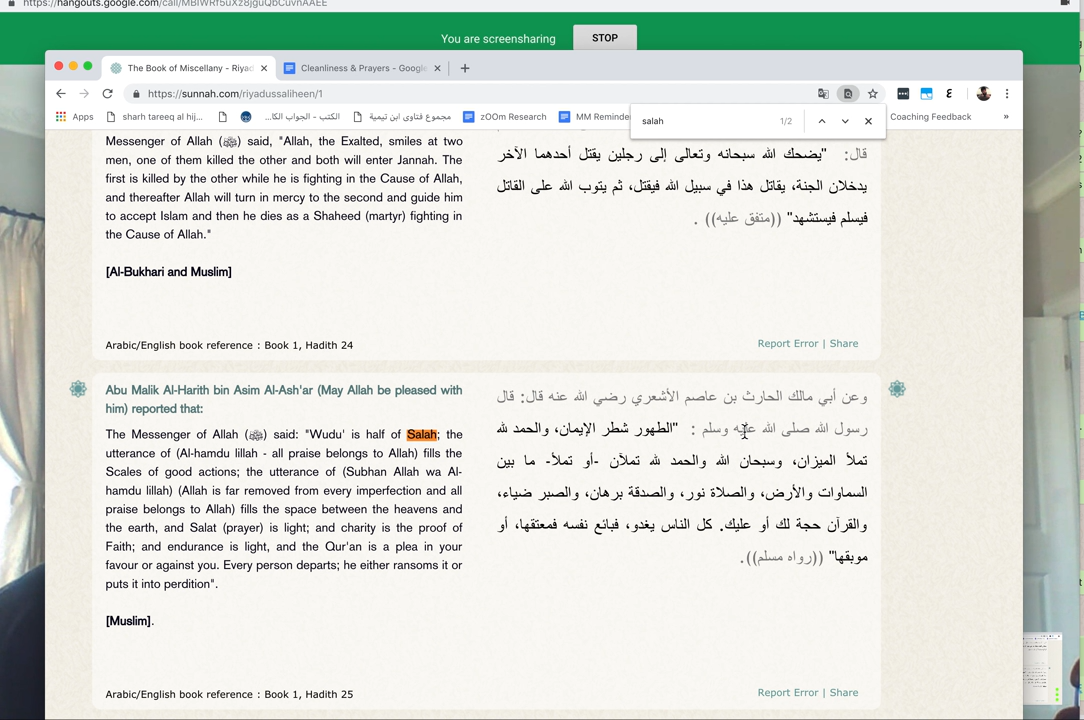 https://hangouts.google.com/call/MBIWRf5uXz8jguQbCuvhAAEE
You are screensharing
STOP
The Book of Miscellany - Riya
Cleanliness & Prayers - Google
https://sunnah.com/riyadussaliheen/1
Apps
sharh tareeq al hij...
الكتب - الجواب الكا...
مجموع فتاوى ابن تيمية
zOOm Research
MM Reminde
Coaching Feedback
»
salah
1/2
Messenger of Allah (ﷺ) said, "Allah, the Exalted, smiles at two
men, one of them killed the other and both will enter Jannah. The
first is killed by the other while he is fighting in the Cause of Allah,
and thereafter Allah will turn in mercy to the second and guide him
to accept Islam and then he dies as a Shaheed (martyr) fighting in
the Cause of Allah."
[Al-Bukhari and Muslim]
قال: "يضحك الله سبحانه وتعالى إلى رجلين يقتل أحدهما الآخر
يدخلان الجنة، يقاتل هذا في سبيل الله فيقتل، ثم يتوب الله على القاتل
فيسلم فيستشهد" ((متفق عليه)) .
Arabic/English book reference : Book 1, Hadith 24
Report Error | Share
Abu Malik Al-Harith bin Asim Al-Ash'ar (May Allah be pleased with
him) reported that:
The Messenger of Allah (ﷺ) said: "Wudu' is half of Salah; the
utterance of (Al-hamdu lillah - all praise belongs to Allah) fills the
Scales of good actions; the utterance of (Subhan Allah wa Al-
hamdu lillah) (Allah is far removed from every imperfection and all
praise belongs to Allah) fills the space between the heavens and
the earth, and Salat (prayer) is light; and charity is the proof of
Faith; and endurance is light, and the Qur'an is a plea in your
favour or against you. Every person departs; he either ransoms it or
puts it into perdition".
[Muslim].
وعن أبي مالك الحارث بن عاصم الأشعري رضي الله عنه قال: قال
رسول الله صلى الله عليه وسلم : "الطهور شطر الإيمان، والحمد لله
تملأ الميزان، وسبحان الله والحمد لله تملآن -أو تملأ- ما بين
السماوات والأرض، والصلاة نور، والصدقة برهان، والصبر ضياء،
والقرآن حجة لك أو عليك. كل الناس يغدو، فبائع نفسه فمعتقها، أو
موبقها" ((رواه مسلم)).
Arabic/English book reference : Book 1, Hadith 25
Report Error | Share